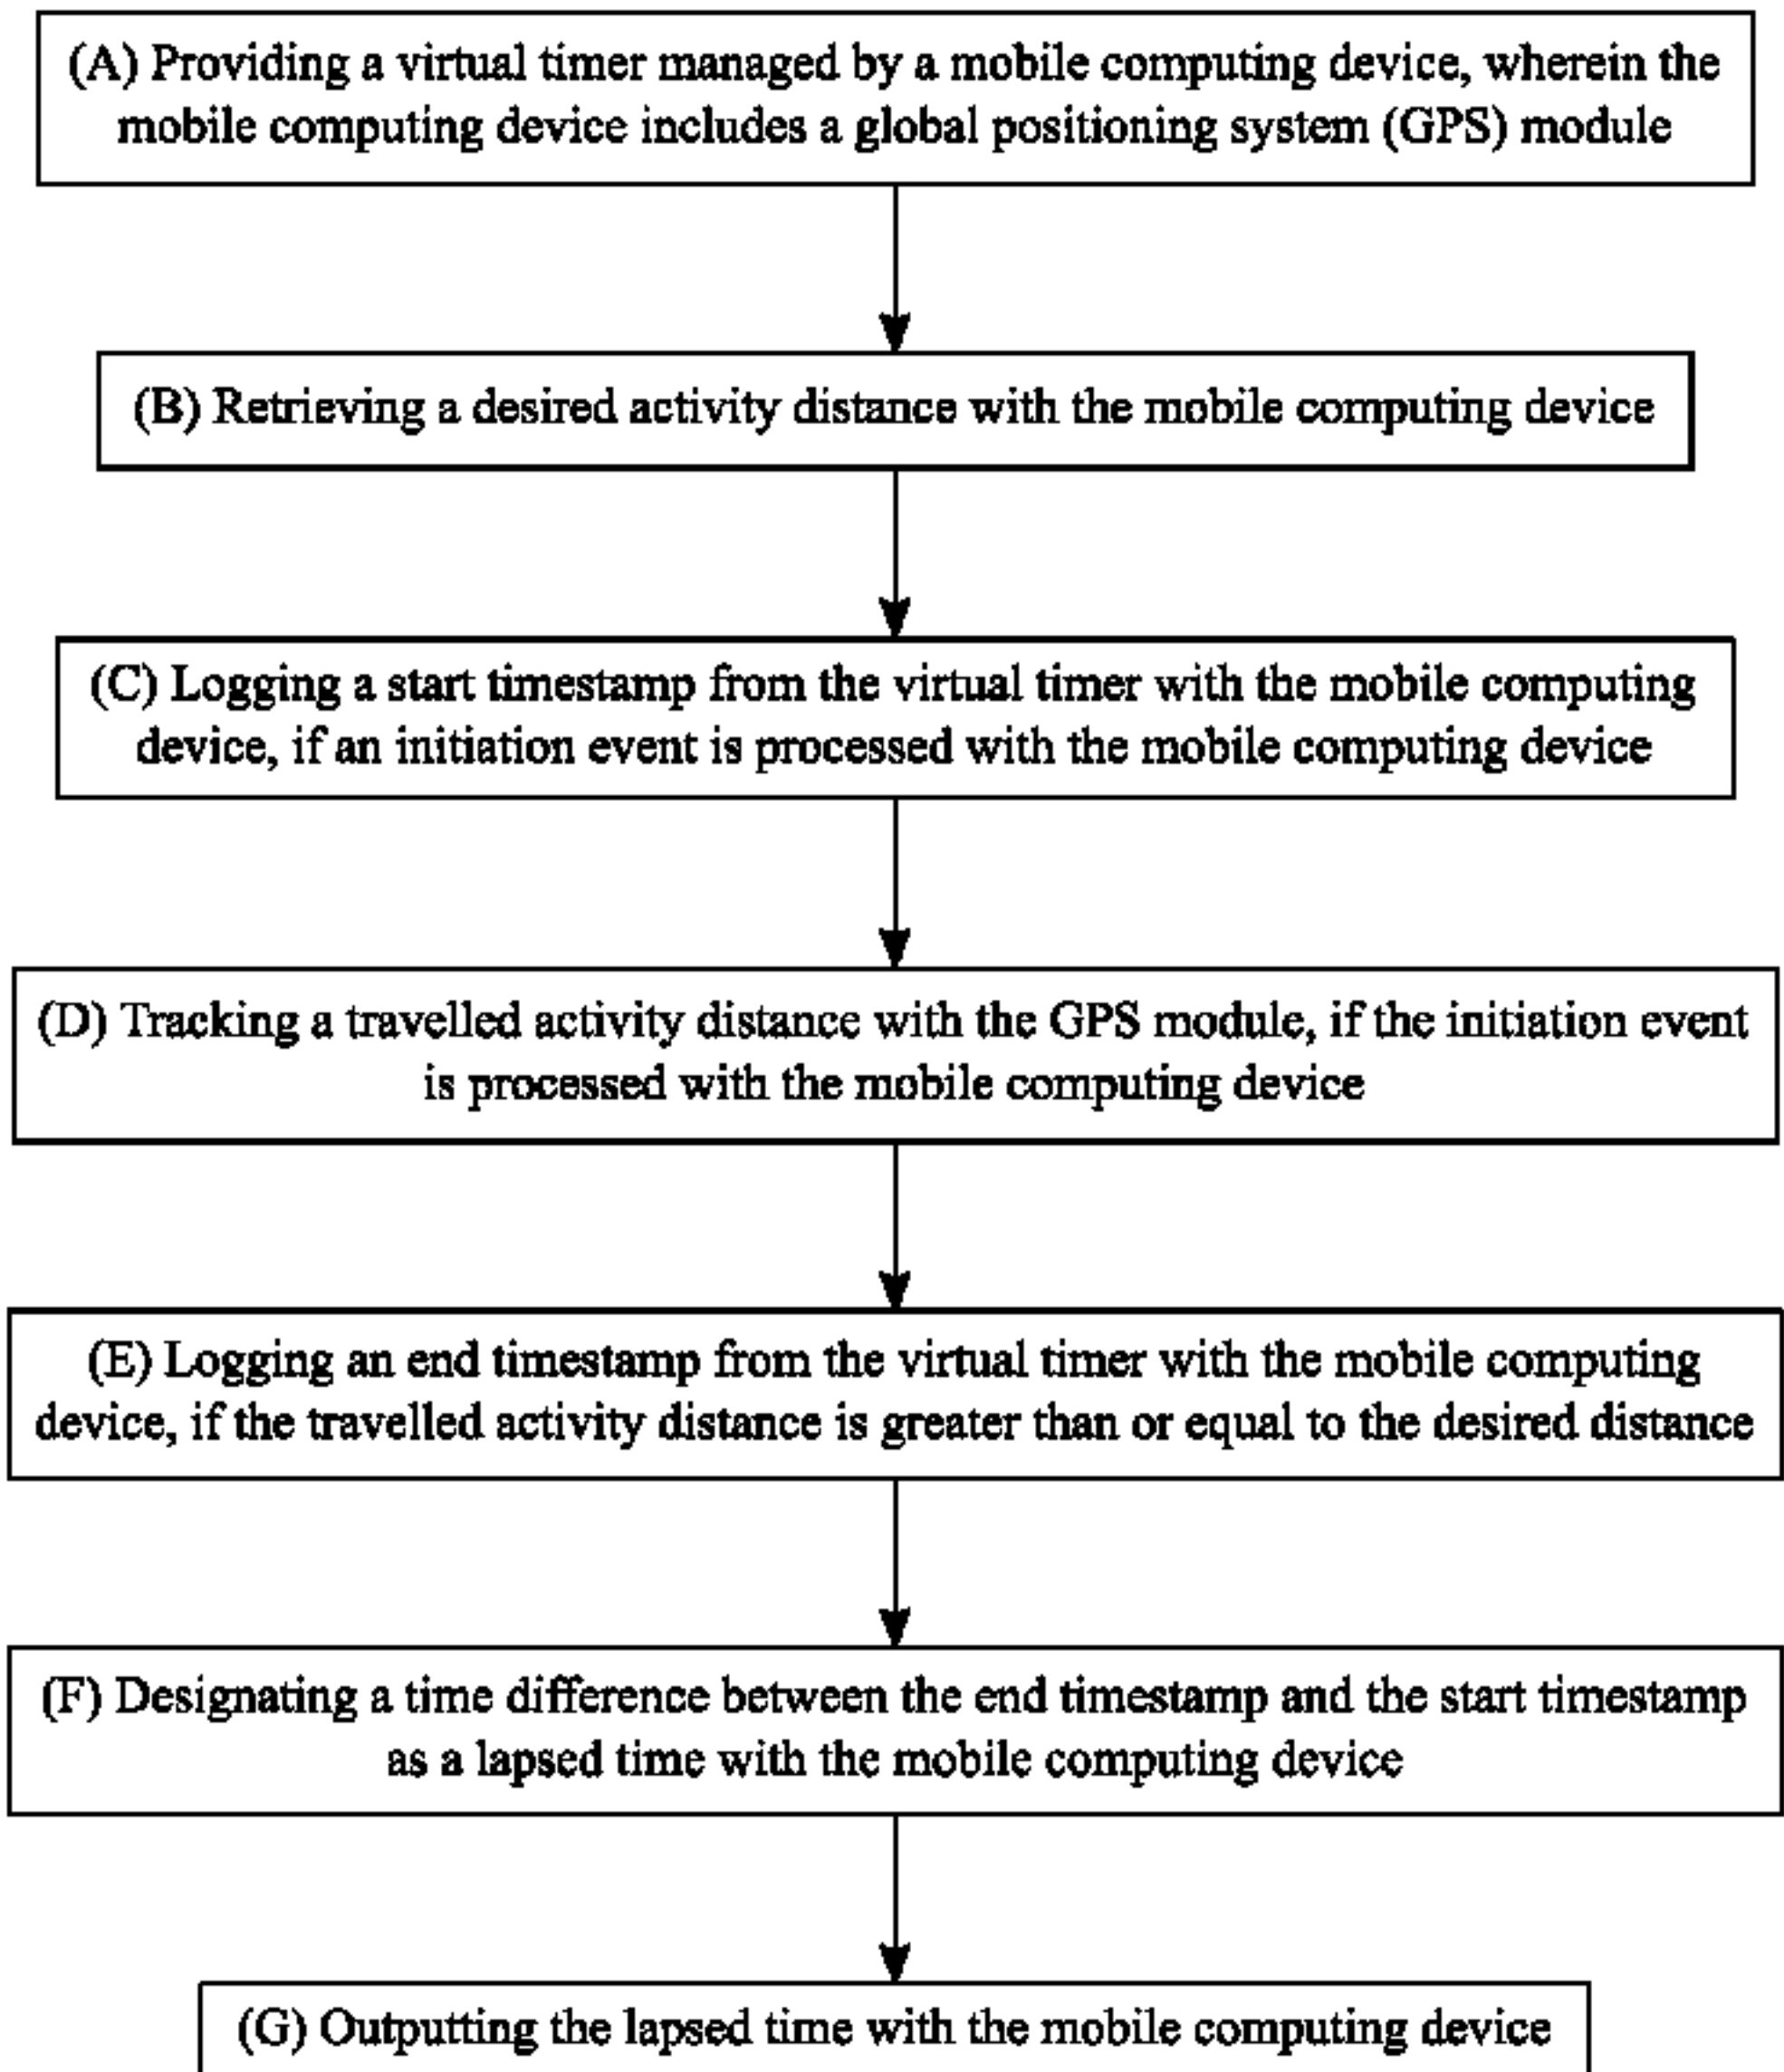 (A) Providing a virtual timer managed by a mobile computing device, wherein the
mobile computing device includes a global positioning system (GPS) module
(B) Retrieving a desired activity distance with the mobile computing device
(C) Logging a start timestamp from the virtual timer with the mobile computing
device, if an initiation event is processed with the mobile computing device
(D) Tracking a travelled activity distance with the GPS module, if the initiation event
is processed with the mobile computing device
(E) Logging an end timestamp from the virtual timer with the mobile computing
device, if the travelled activity distance is greater than or equal to the desired distance
(F) Designating a time difference between the end timestamp and the start timestamp
as a lapsed time with the mobile computing device
(G) Outputting the lapsed time with the mobile computing device